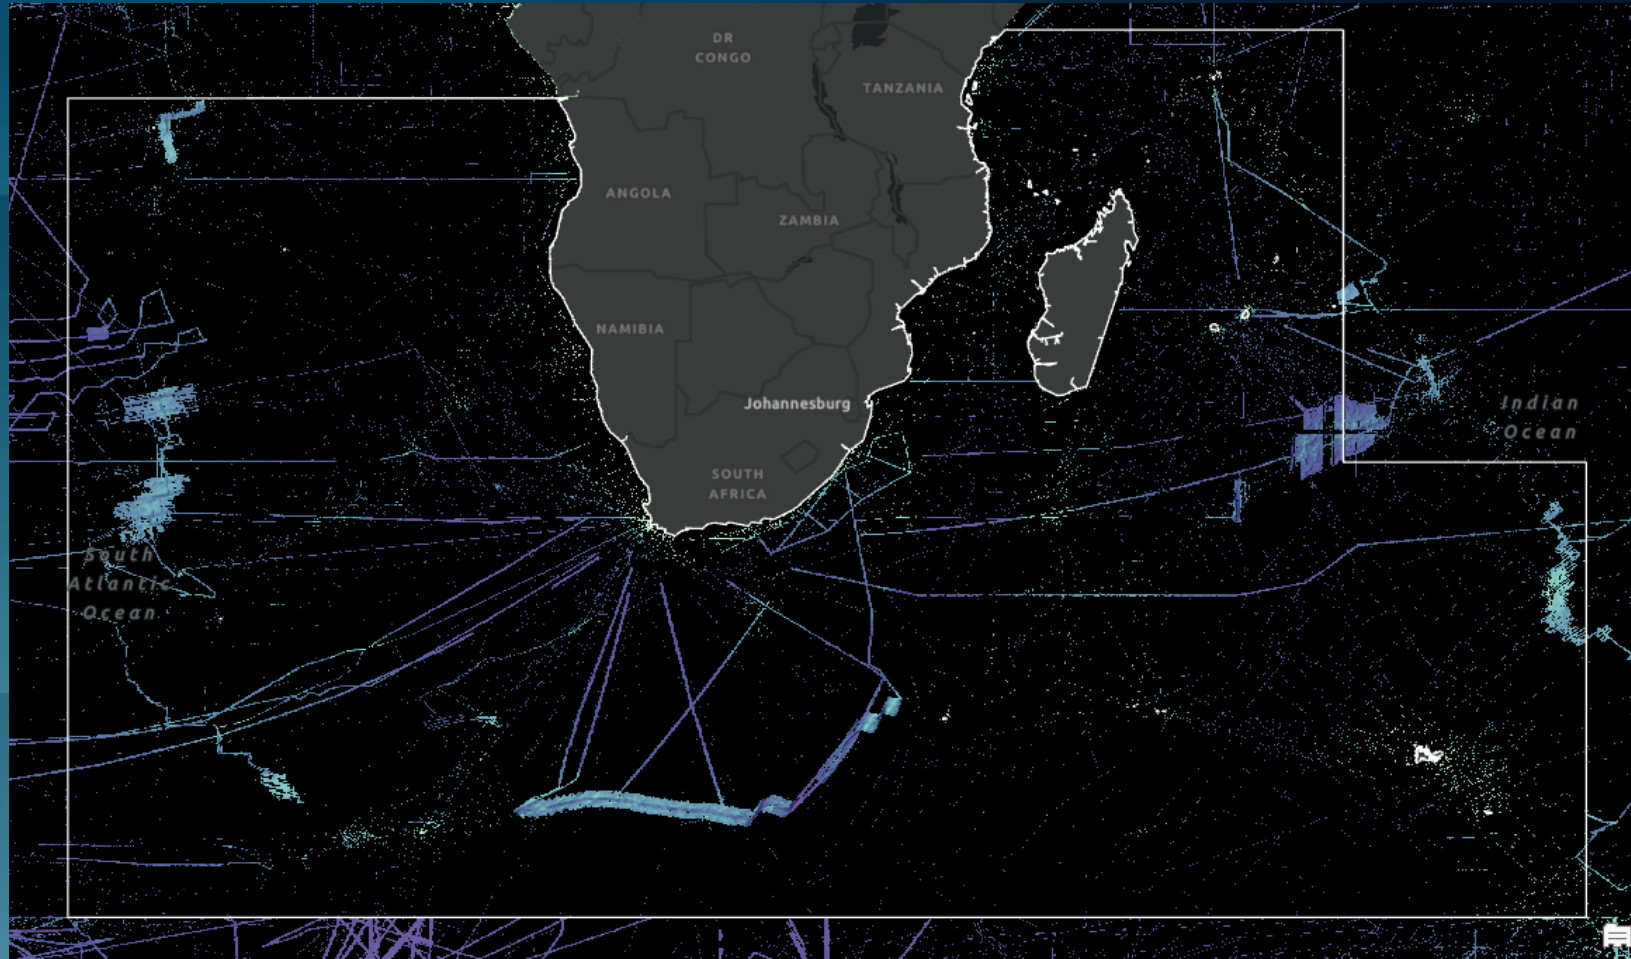 DR
CONGO
TANZANIA
ANGOLA
ZAMBIA
NAMIBIA
Johannesburg
Indian
Ocean
SOUTH
AFRICA
South
Atlantic
Ocean